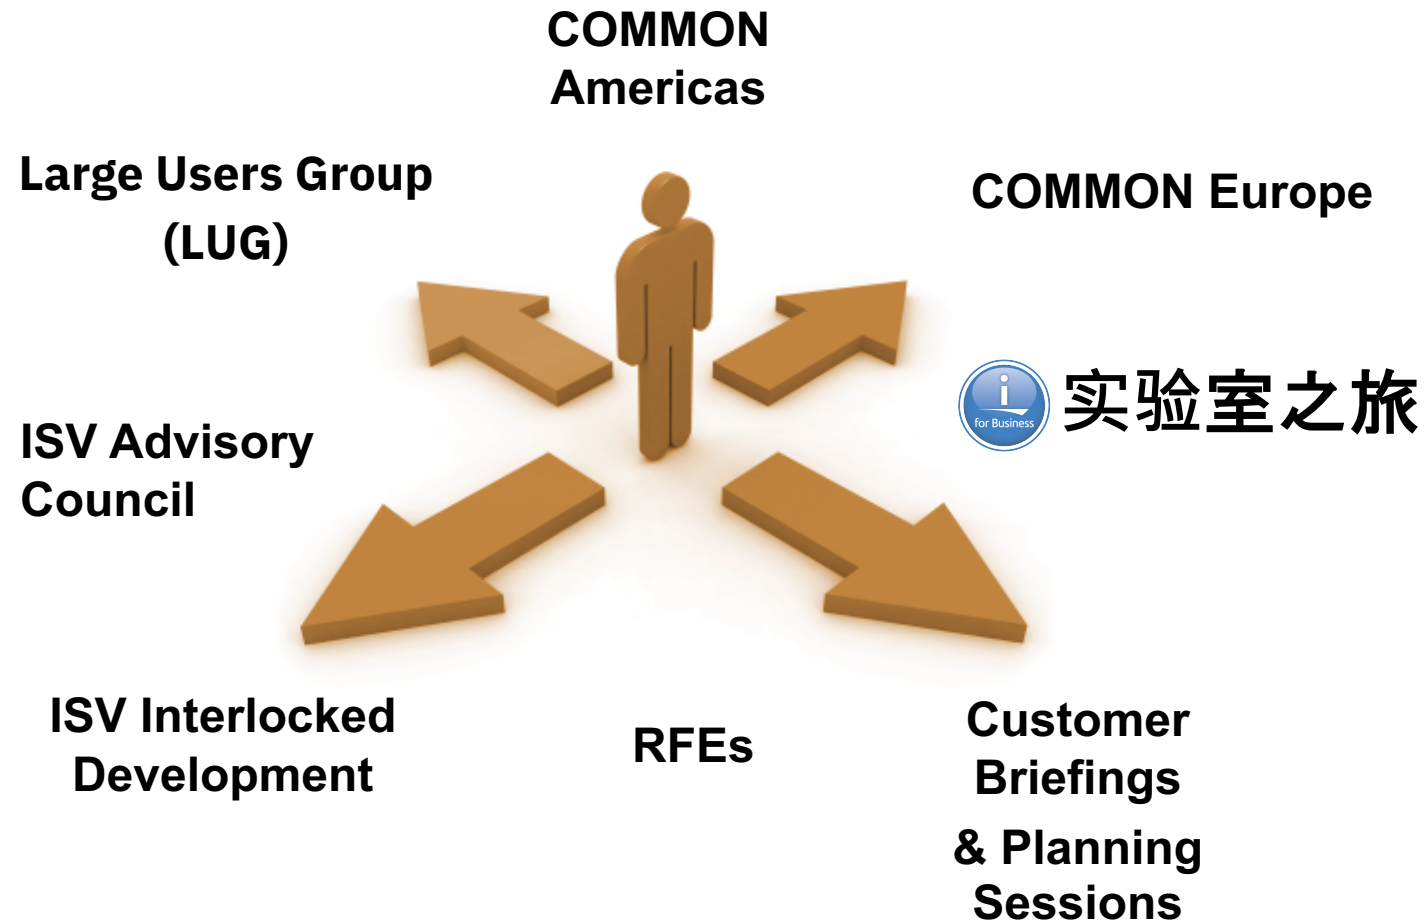 COMMON
Americas
Large Users Group
(LUG)
COMMON Europe
i
for Business
实验室之旅
ISV Advisory
Council
ISV Interlocked
Development
RFEs
Customer
Briefings
& Planning
Sessions